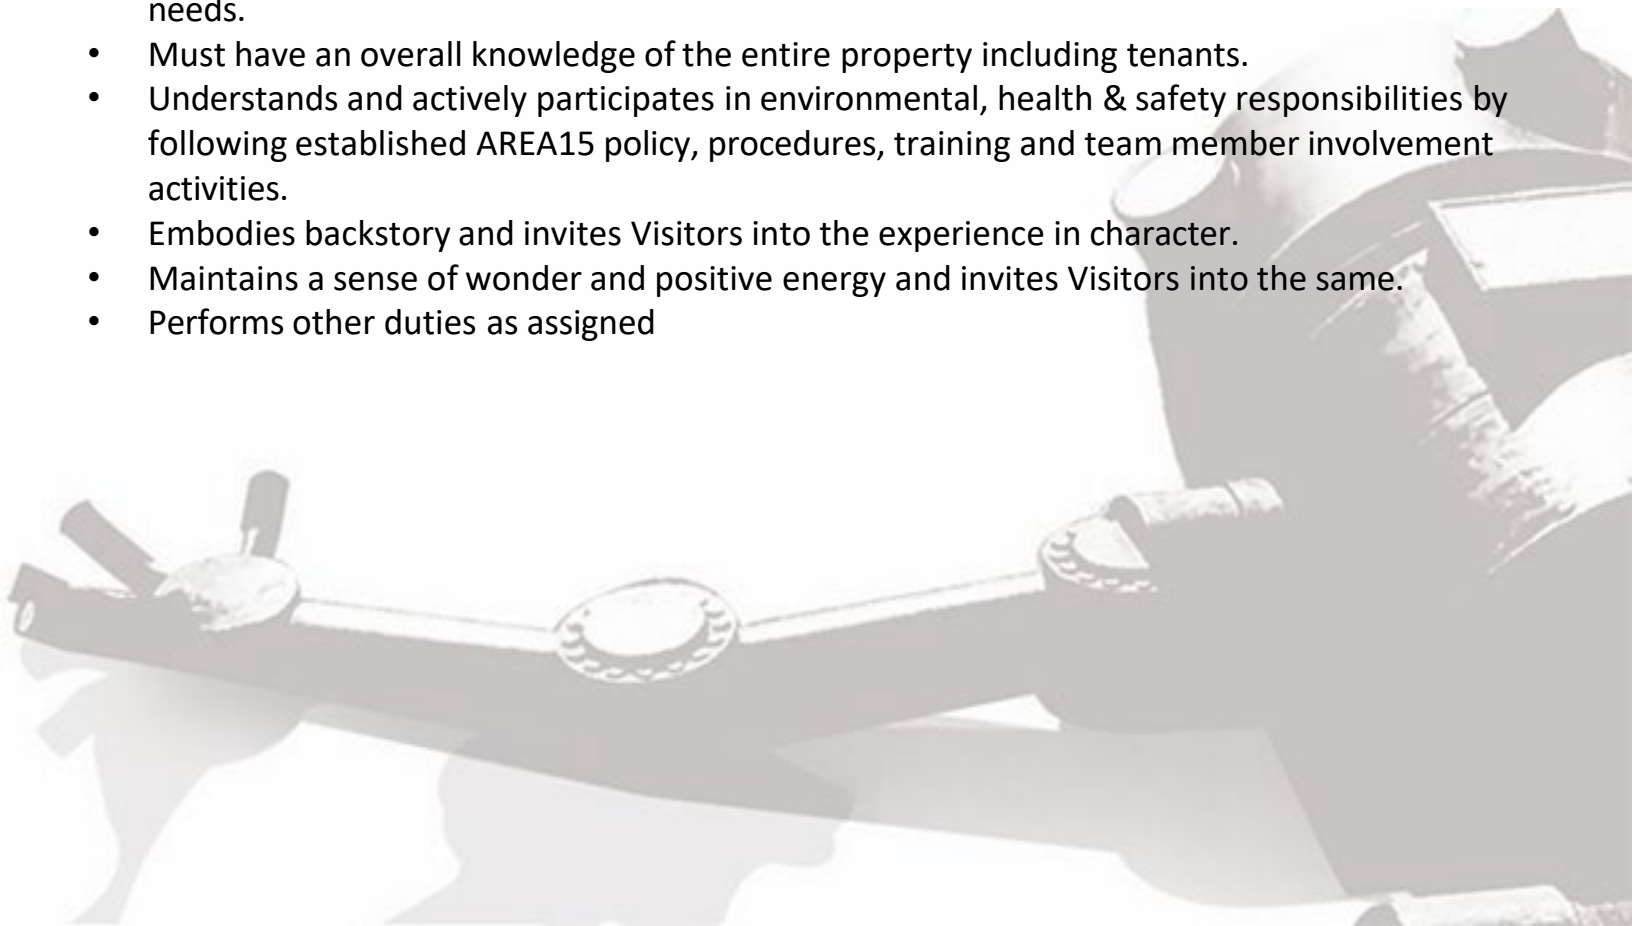 needs.
• Must have an overall knowledge of the entire property including tenants.
• Understands and actively participates in environmental, health & safety responsibilities by
following established AREA15 policy, procedures, training and team member involvement
activities.
• Embodies backstory and invites Visitors into the experience in character.
• Maintains a sense of wonder and positive energy and invites Visitors into the same.
• Performs other duties as assigned